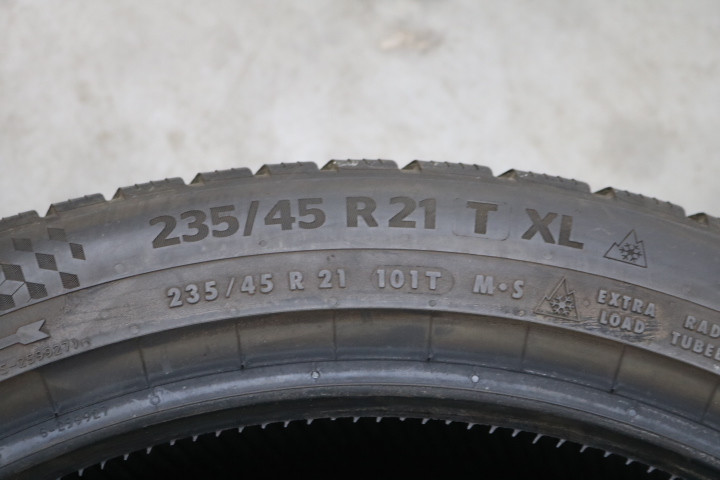 235/45 R 21 T XL
235/45 R 21 101T M•S EXTRA LOAD